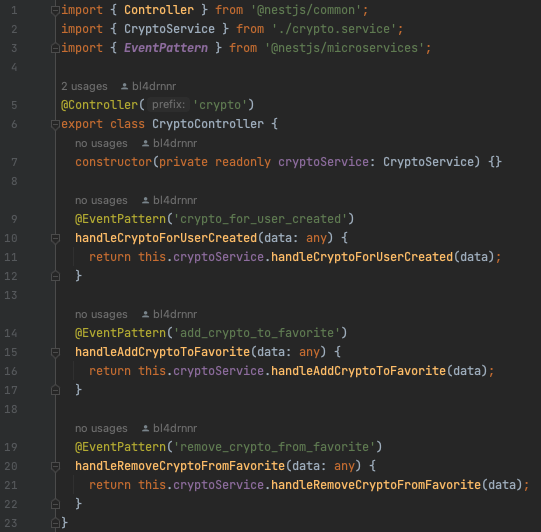 1 import { Controller } from '@nestjs/common';
2 import { CryptoService } from './crypto.service';
3 import { EventPattern } from '@nestjs/microservices';
4
2 usages bl4drnnr
5 @Controller( prefix: 'crypto')
6 export class CryptoController {
no usages bl4drnnr
7 constructor(private readonly cryptoService: CryptoService) {}
8
no usages bl4drnnr
9 @EventPattern('crypto_for_user_created')
10 handleCryptoForUserCreated(data: any) {
11 return this.cryptoService.handleCryptoForUserCreated(data);
12 }
13
no usages bl4drnnr
14 @EventPattern('add_crypto_to_favorite')
15 handleAddCryptoToFavorite(data: any) {
16 return this.cryptoService.handleAddCryptoToFavorite(data);
17 }
18
no usages bl4drnnr
19 @EventPattern('remove_crypto_from_favorite')
20 handleRemoveCryptoFromFavorite(data: any) {
21 return this.cryptoService.handleRemoveCryptoFromFavorite(data);
22 }
23 }